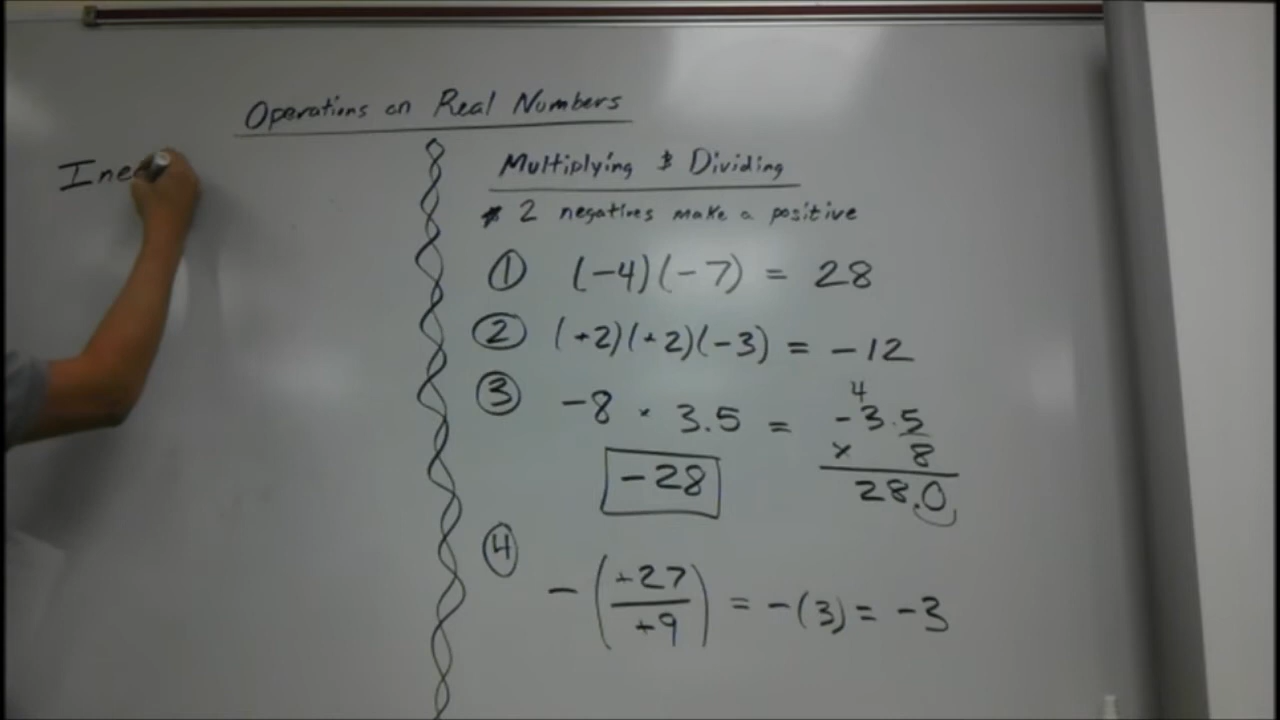 Operations on Real Numbers
Ine
Multiplying & Dividing
* 2 negatives make a positive
① (-4)(-7) = 28
② (+2)(+2)(-3) = -12
③ -8 · 3.5 =
4
-3.5
x 8
28.0
-28
④ -(+27/+9) = -(3) = -3